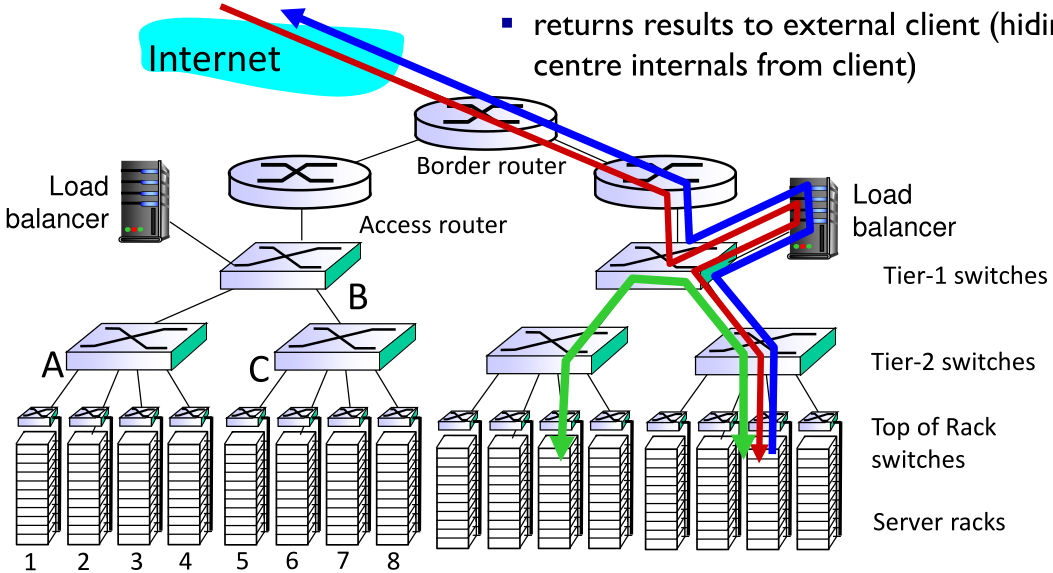 ▪ returns results to external client (hidin
centre internals from client)
Internet
Border router
Load
balancer
Access router
Load
balancer
Tier-1 switches
B
A
C
Tier-2 switches
Top of Rack
switches
Server racks
1 2 3 4 5 6 7 8